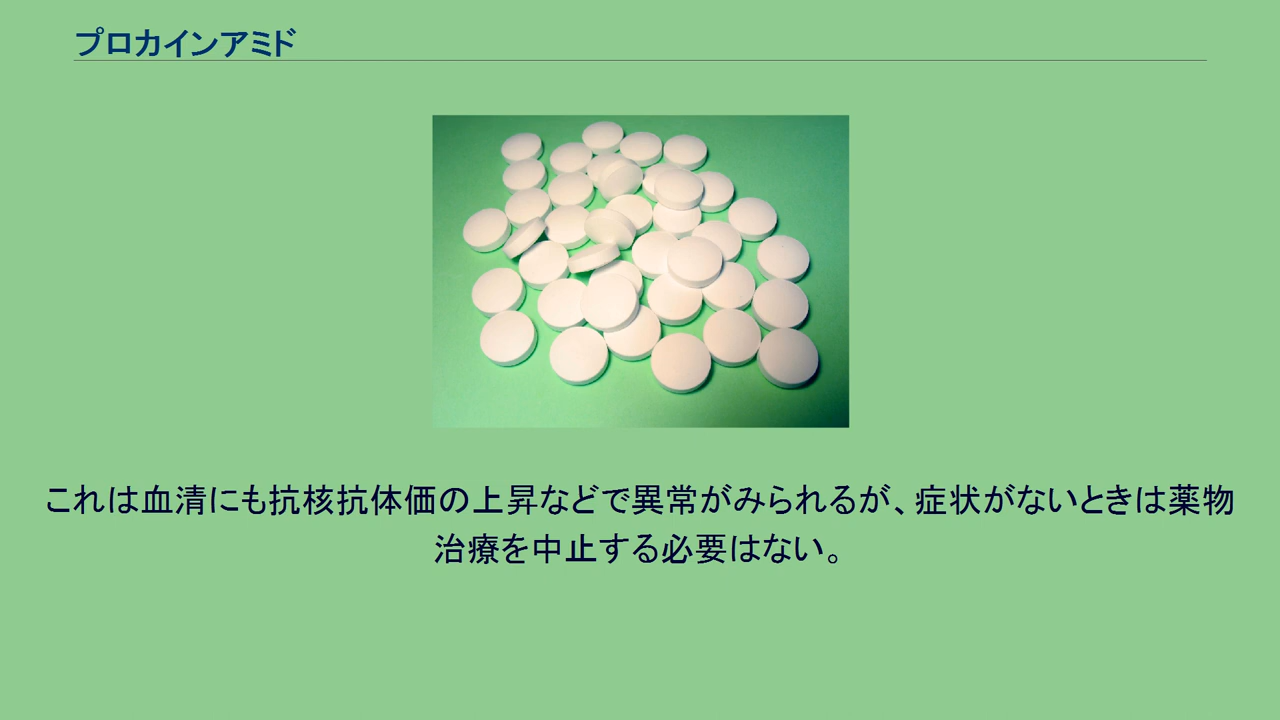 プロカインアミド
これは血清にも抗核抗体価の上昇などで異常がみられるが、症状がないときは薬物
治療を中止する必要はない。